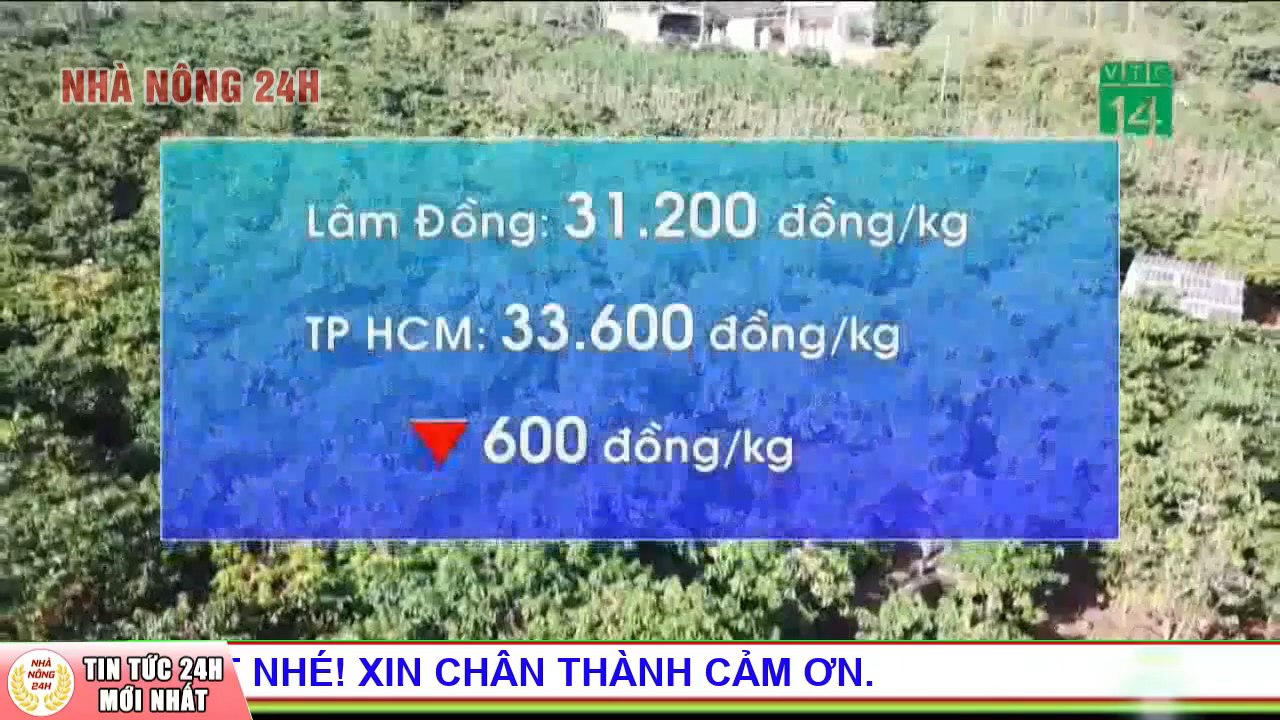 NHÀ NÔNG 24H
VTC
14
Lâm Đồng: 31.200 đồng/kg
TP HCM: 33.600 đồng/kg
600 đồng/kg
NHÀ
NÔNG
24H
TIN TỨC 24H
MỚI NHẤT
NHÉ! XIN CHÂN THÀNH CẢM ƠN.